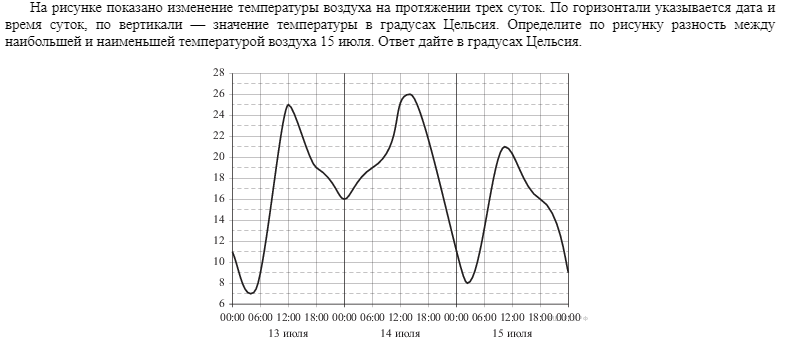 На рисунке показано изменение температуры воздуха на протяжении трех суток. По горизонтали указывается дата и
время суток, по вертикали — значение температуры в градусах Цельсия. Определите по рисунку разность между
наибольшей и наименьшей температурой воздуха 15 июля. Ответ дайте в градусах Цельсия.
28
26
24
22
20
18
16
14
12
10
8
6
00:00 06:00 12:00 18:00 00:00 06:00 12:00 18:00 00:00 06:00 12:00 18:00 00:00
13 июля 14 июля 15 июля